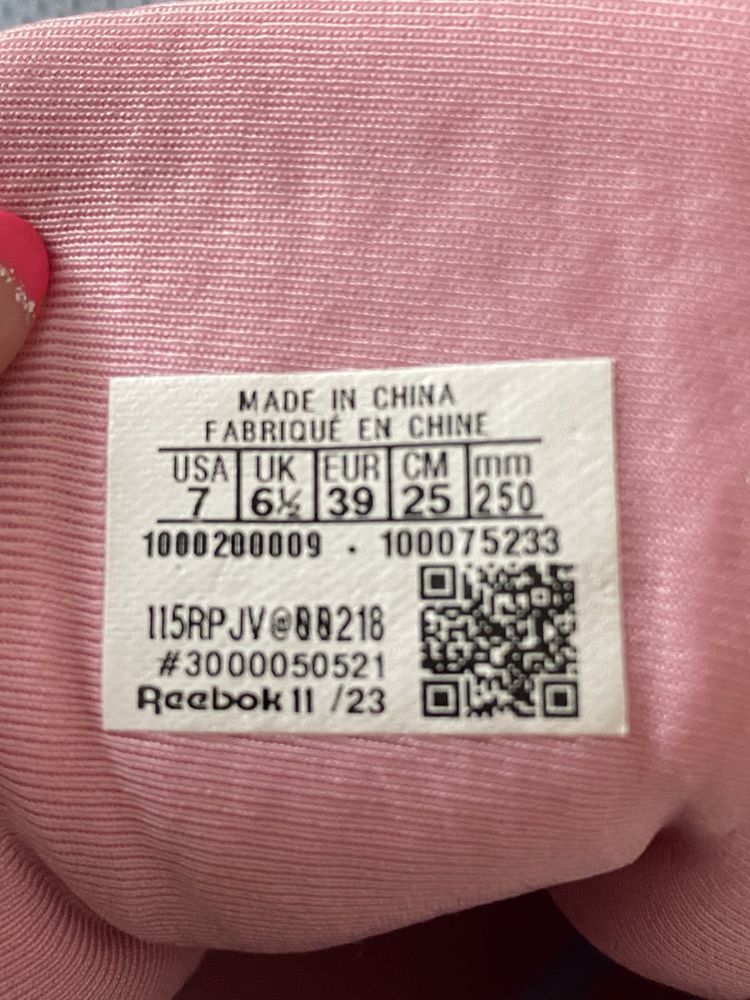 MADE IN CHINA
FABRIQUÉ EN CHINE
USA UK EUR CM mm
7 6½ 39 25 250
1000200009 . 100075233
115RPJV@00218
#3000050521
Reebok 11 /23